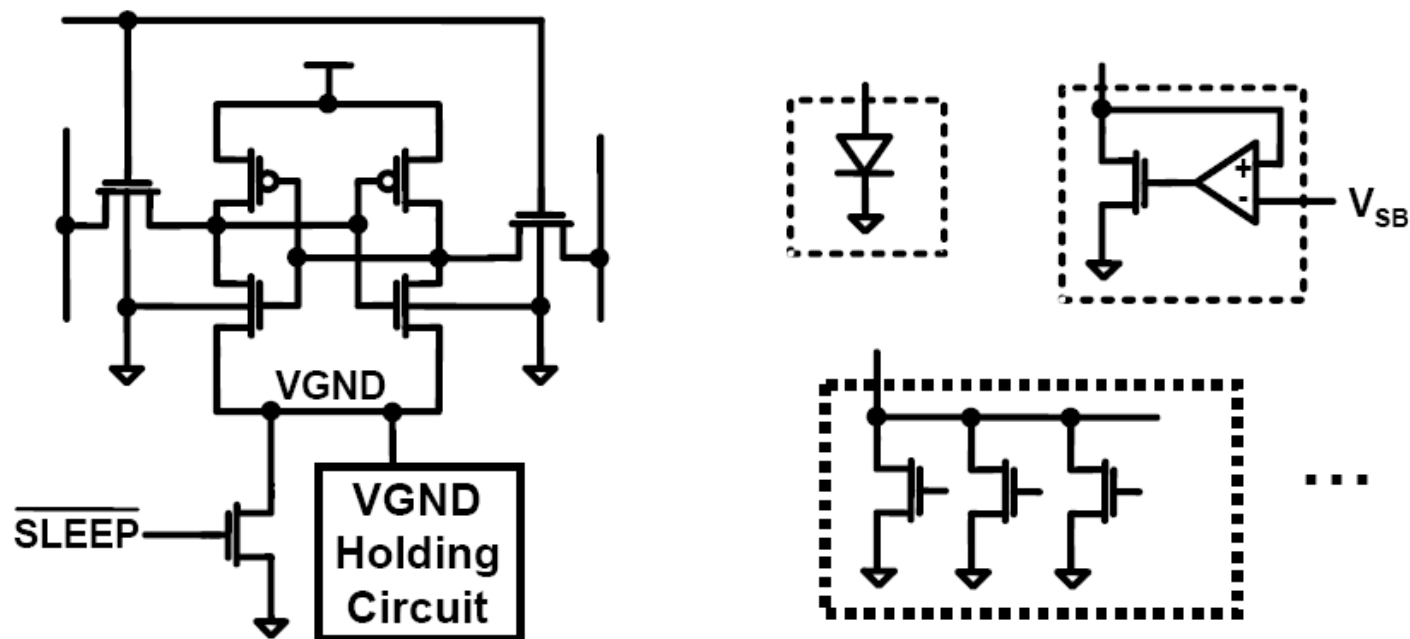 VGND
SLEEP
VGND
Holding
Circuit
+
-
V_SB
...